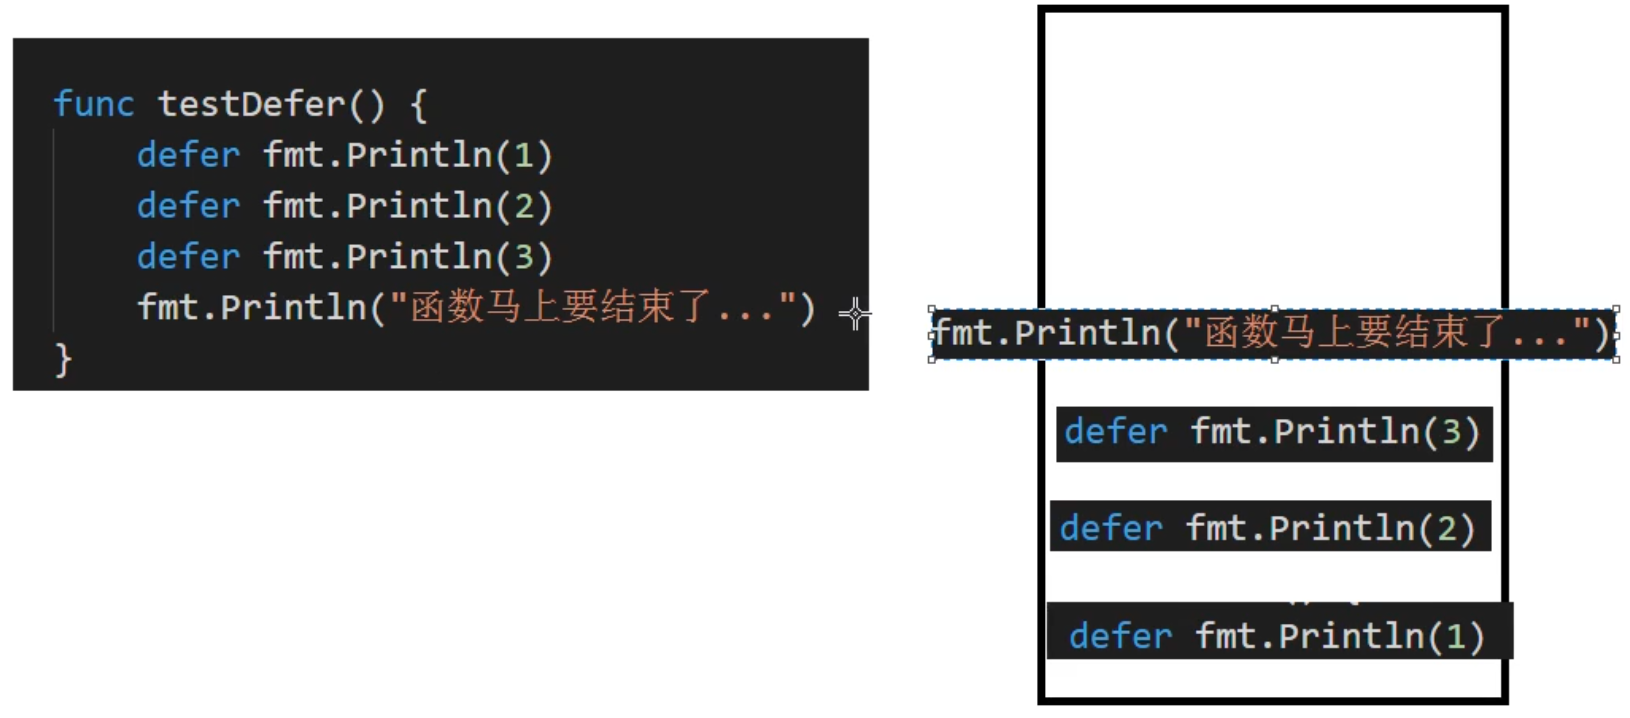 func testDefer() {
    defer fmt.Println(1)
    defer fmt.Println(2)
    defer fmt.Println(3)
    fmt.Println("函数马上要结束了...")
}
fmt.Println("函数马上要结束了...")
defer fmt.Println(3)
defer fmt.Println(2)
defer fmt.Println(1)